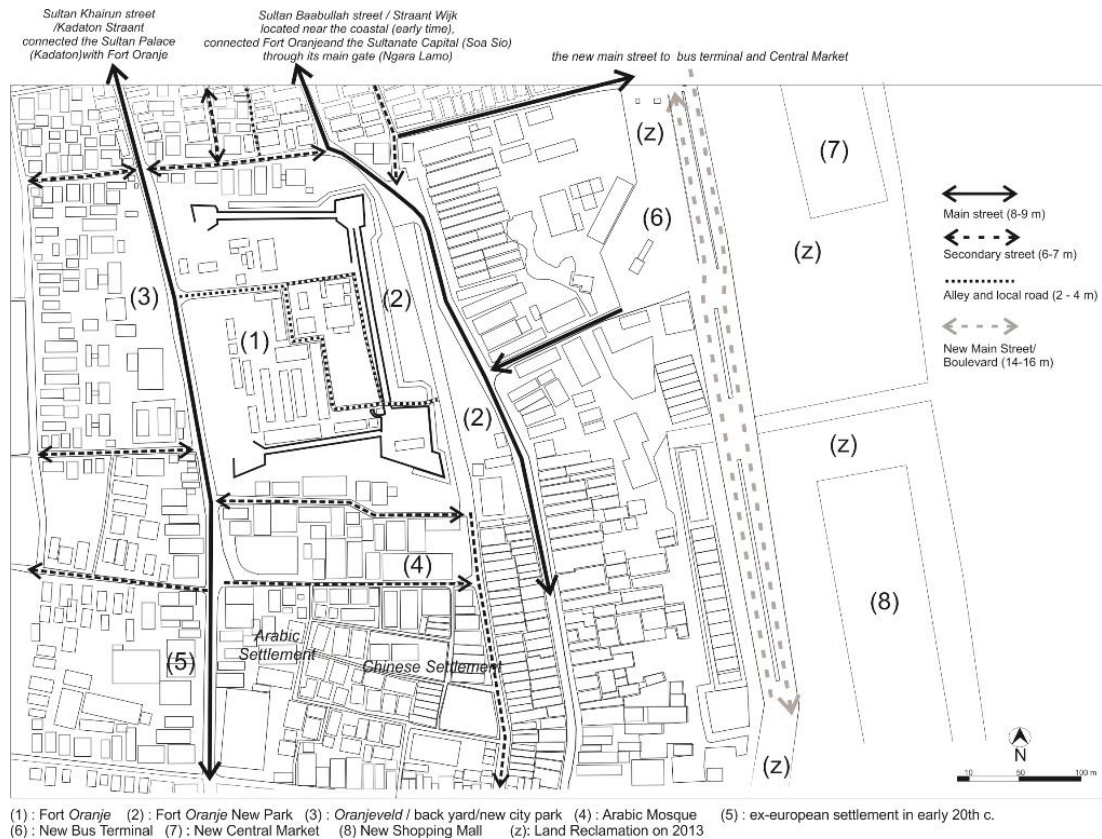 Sultan Khairun street
/Kadaton Straant
connected the Sultan Palace
(Kadaton)with Fort Oranje
Sultan Baabullah street / Straant Wijk
located near the coastal (early time),
connected Fort Oranjeand the Sultanate Capital (Soa Sio)
through its main gate (Ngara Lamo)
the new main street to bus terminal and Central Market
(z)
(7)
(6)
(z)
(3)
(2)
(1)
(2)
(z)
(4)
(8)
Arabic
Settlement
Chinese Settlement
(5)
(z)
Main street (8-9 m)
Secondary street (6-7 m)
Alley and local road (2 - 4 m)
New Main Street/
Boulevard (14-16 m)
N
10 50 100 m
(1) : Fort Oranje (2) : Fort Oranje New Park (3) : Oranjeveld / back yard/new city park (4) : Arabic Mosque (5) : ex-european settlement in early 20th c.
(6) : New Bus Terminal (7) : New Central Market (8) New Shopping Mall (z): Land Reclamation on 2013